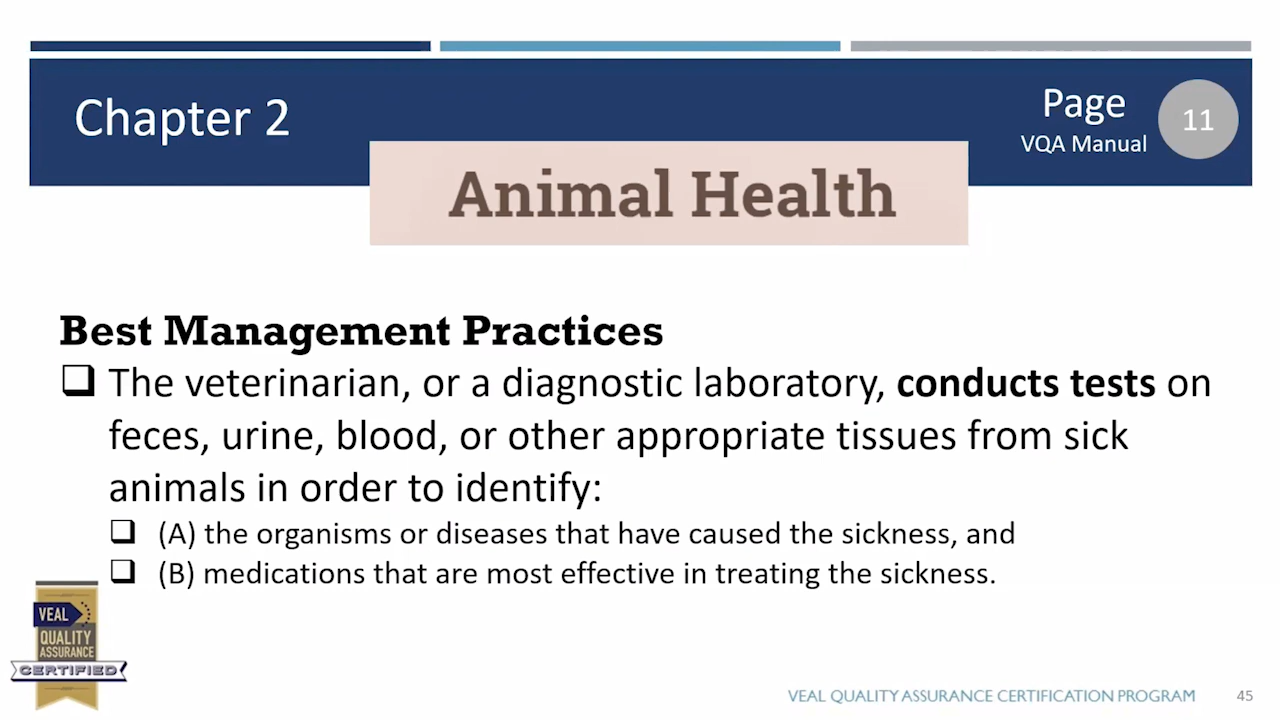 Chapter 2
Page
VQA Manual
11
Animal Health
Best Management Practices
❑ The veterinarian, or a diagnostic laboratory, conducts tests on
feces, urine, blood, or other appropriate tissues from sick
animals in order to identify:
❑ (A) the organisms or diseases that have caused the sickness, and
❑ (B) medications that are most effective in treating the sickness.
VEAL
QUALITY
ASSURANCE
CERTIFIED
VEAL QUALITY ASSURANCE CERTIFICATION PROGRAM
45